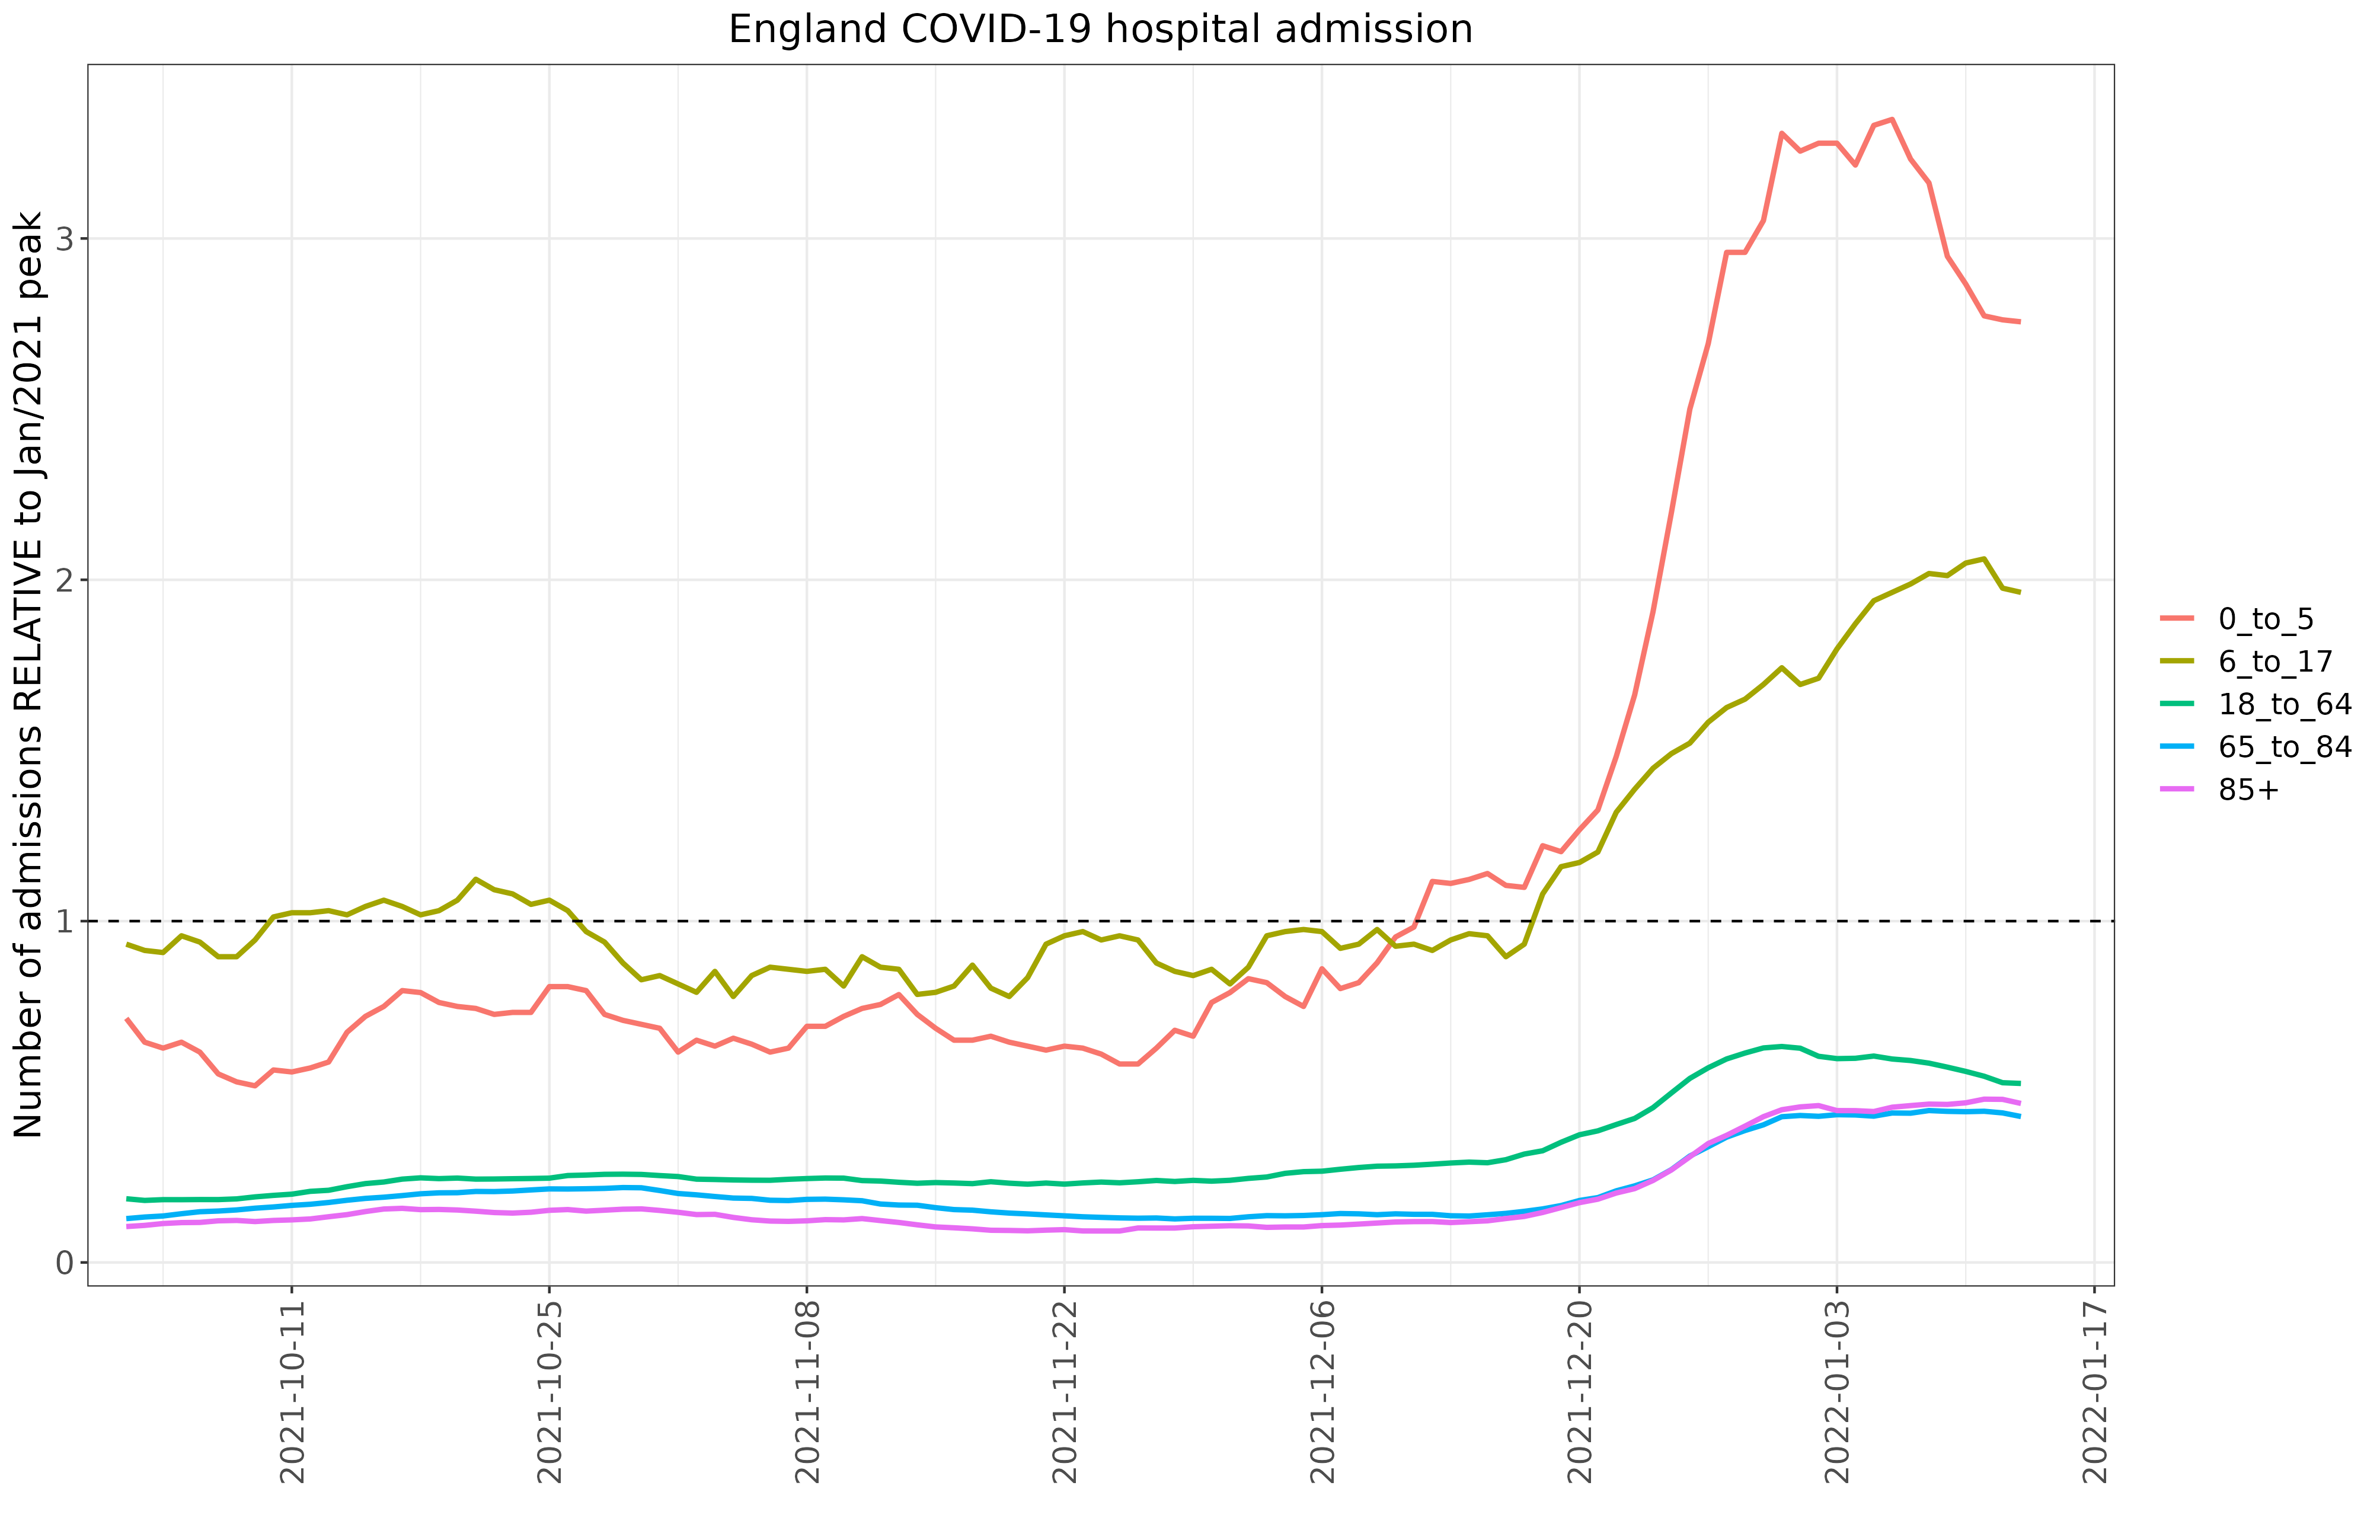 England COVID-19 hospital admission
Number of admissions RELATIVE to Jan/2021 peak
3
2
1
0
2021-10-11
2021-10-25
2021-11-08
2021-11-22
2021-12-06
2021-12-20
2022-01-03
2022-01-17
0_to_5
6_to_17
18_to_64
65_to_84
85+